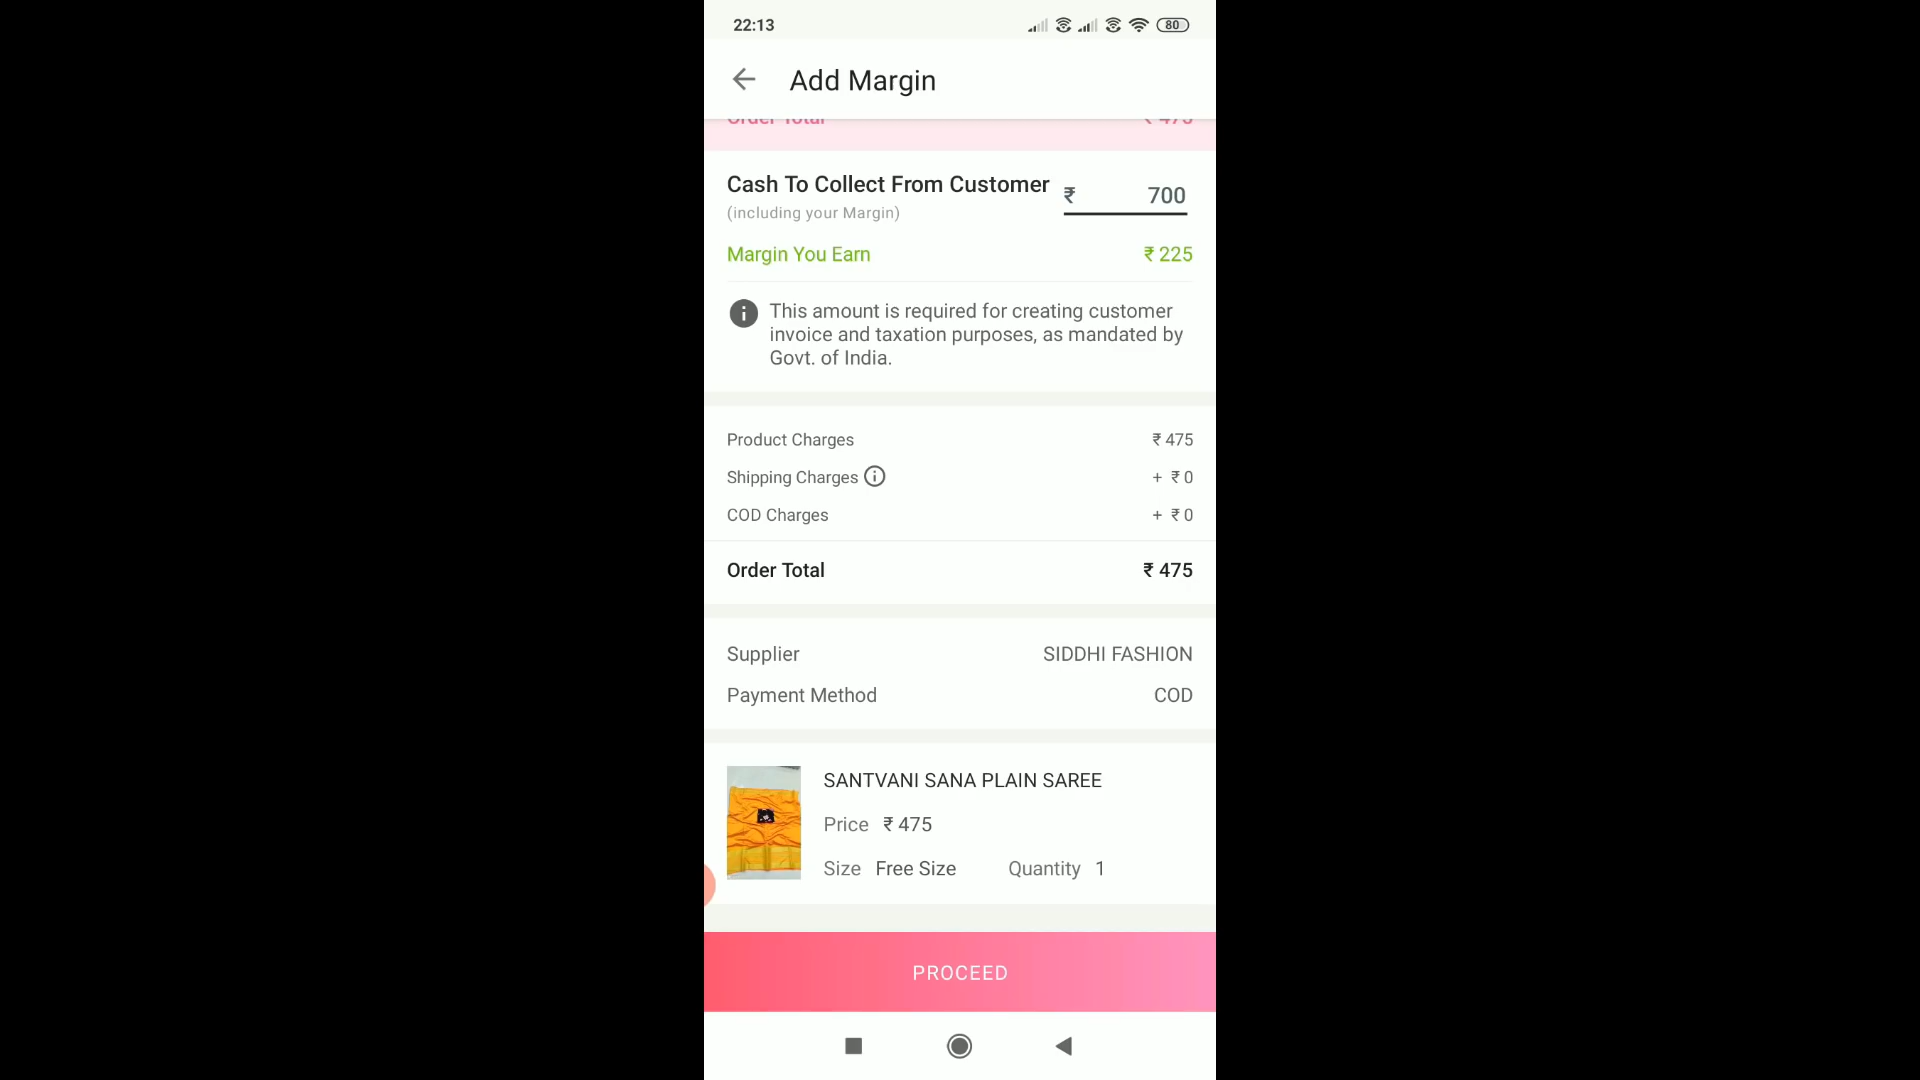 22:13
80
Add Margin
Order Total ₹ 475
Cash To Collect From Customer ₹ 700
(including your Margin)
Margin You Earn ₹ 225
This amount is required for creating customer
invoice and taxation purposes, as mandated by
Govt. of India.
Product Charges ₹ 475
Shipping Charges + ₹ 0
COD Charges + ₹ 0
Order Total ₹ 475
Supplier SIDDHI FASHION
Payment Method COD
SANTVANI SANA PLAIN SAREE
Price ₹ 475
Size Free Size Quantity 1
PROCEED